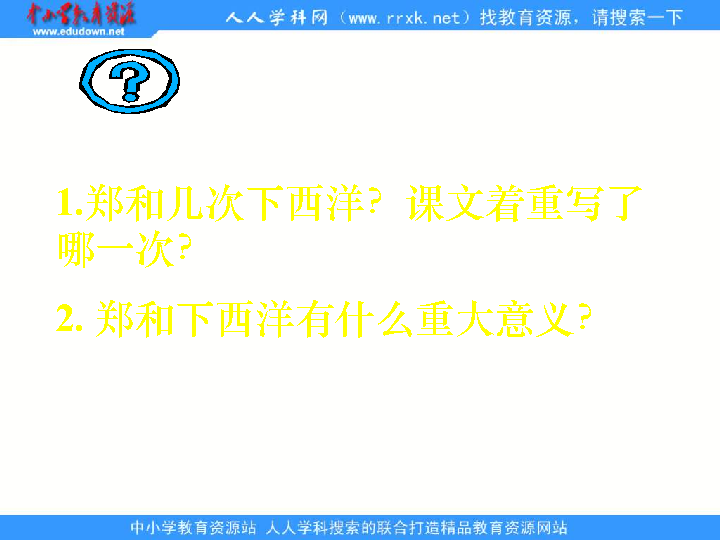 中小学教育资源
www.edudown.net
人人学科网（www.rrxk.net）找教育资源，请搜索一下
?
1.郑和几次下西洋？课文着重写了
哪一次？
2. 郑和下西洋有什么重大意义？
中小学教育资源站 人人学科搜索的联合打造精品教育资源网站